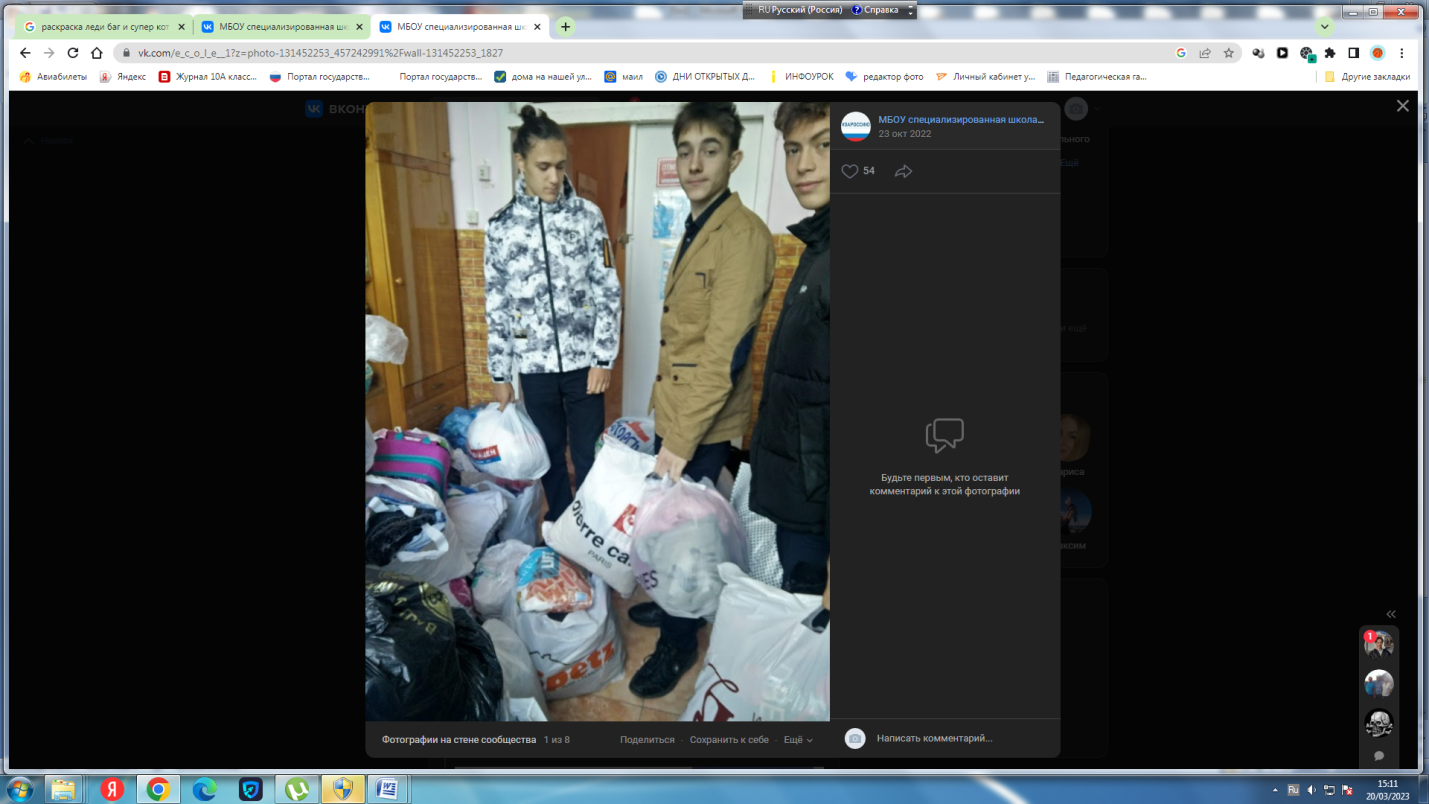 RU Русский (Россия) Справка
раскраска леди баг и супер кот
МБОУ специализированная шк
МБОУ специализированная шк
vk.com/e_c_o_l_e__1?z=photo-131452253_457242991%2Fwall-131452253_1827
Авиабилеты
Яндекс
Журнал 10А класс...
Портал государств...
Портал государств...
дома на нашей ул...
маил
ДНИ ОТКРЫТЫХ Д...
ИНФОУРОК
редактор фото
Личный кабинет у...
Педагогическая га...
Другие закладки
МБОУ специализированная школа...
23 окт 2022
54
PARIS
Будьте первым, кто оставит
комментарий к этой фотографии
Фотографии на стене сообщества 1 из 8
Поделиться · Сохранить к себе · Ещё
Написать комментарий...
1
Ru
15:11
20/03/2023